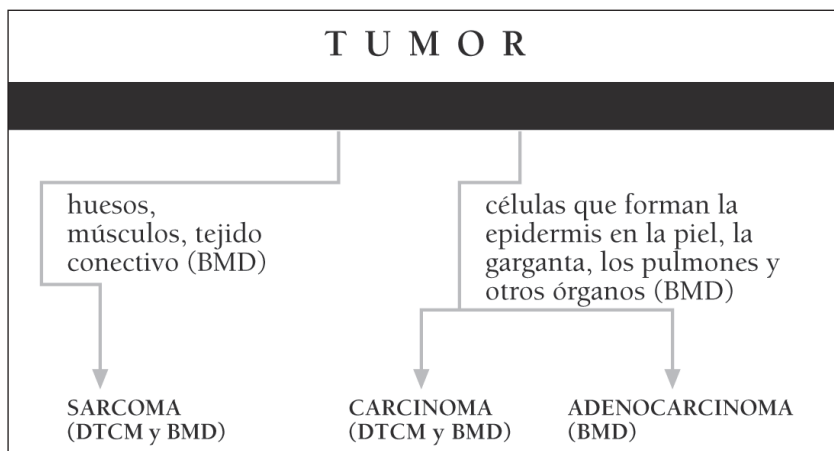 TUMOR
huesos,
músculos, tejido
conectivo (BMD)
células que forman la
epidermis en la piel, la
garganta, los pulmones y
otros órganos (BMD)
SARCOMA
(DTCM y BMD)
CARCINOMA
(DTCM y BMD)
ADENOCARCINOMA
(BMD)